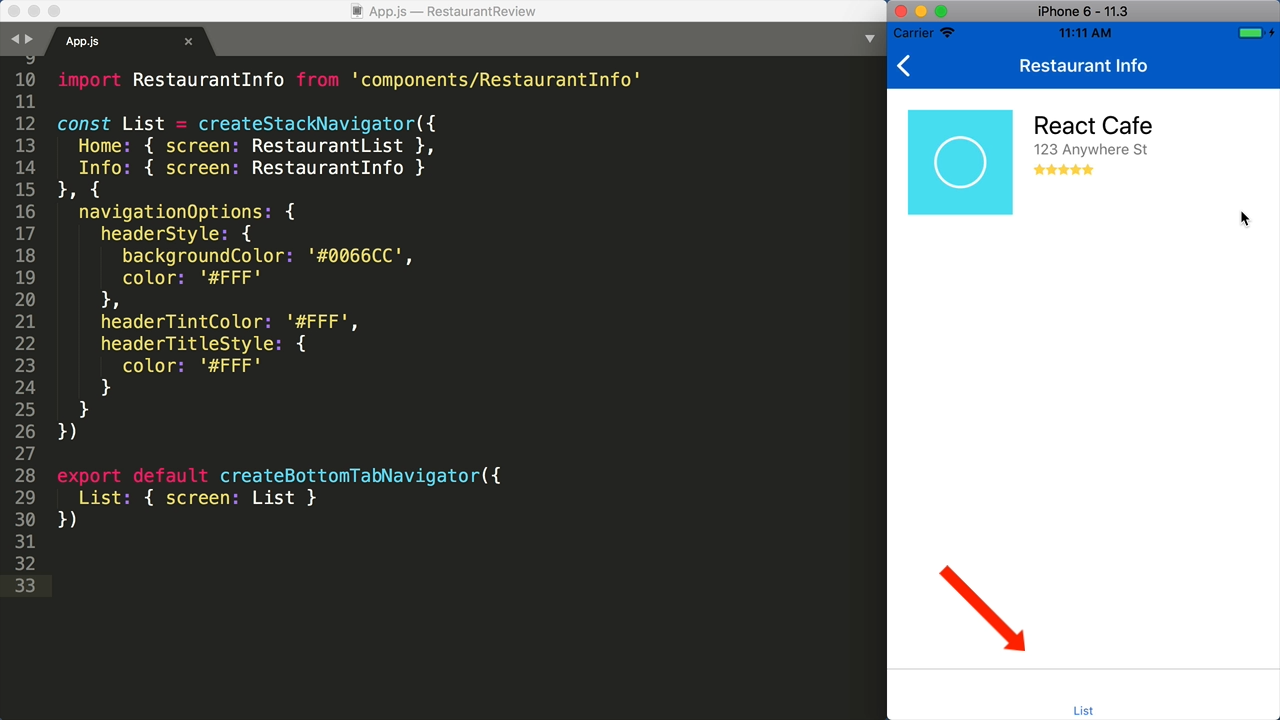 App.js — RestaurantReview
App.js
9
10 import RestaurantInfo from 'components/RestaurantInfo'
11
12 const List = createStackNavigator({
13 Home: { screen: RestaurantList },
14 Info: { screen: RestaurantInfo }
15 }, {
16 navigationOptions: {
17 headerStyle: {
18 backgroundColor: '#0066CC',
19 color: '#FFF'
20 },
21 headerTintColor: '#FFF',
22 headerTitleStyle: {
23 color: '#FFF'
24 }
25 }
26 })
27
28 export default createBottomTabNavigator({
29 List: { screen: List }
30 })
31
32
33
iPhone 6 - 11.3
Carrier 11:11 AM
Restaurant Info
React Cafe
123 Anywhere St
List